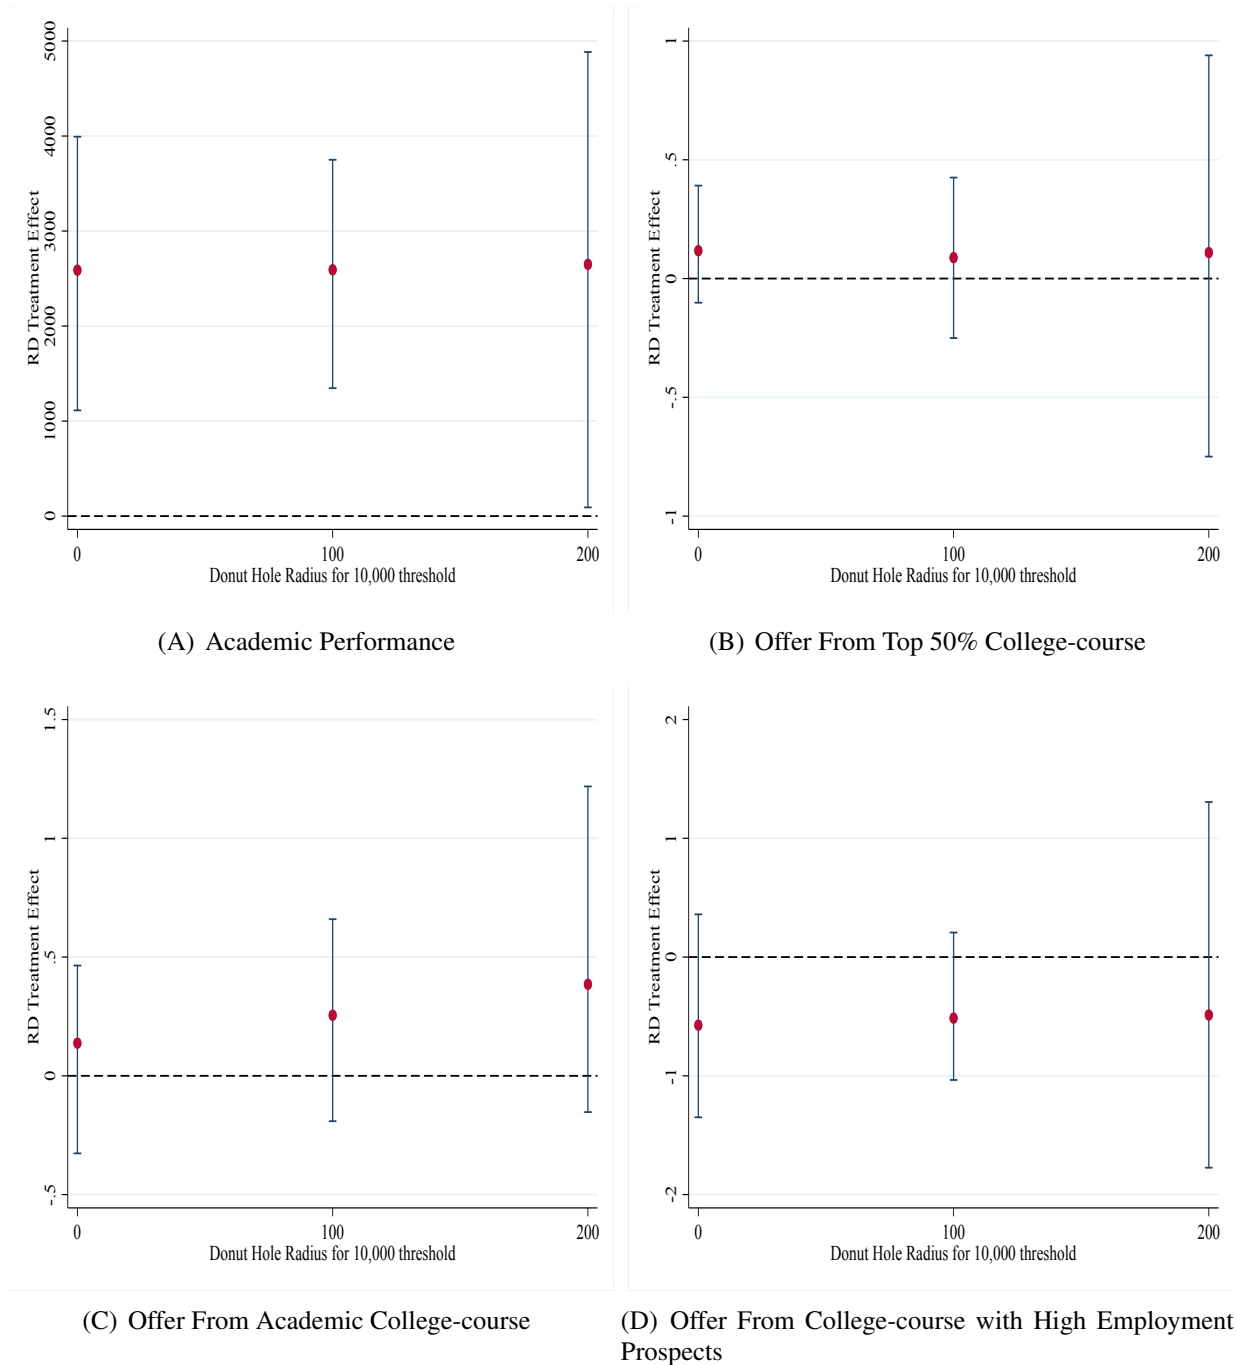 RD Treatment Effect
5000
4000
3000
2000
1000
0
0 100 200
Donut Hole Radius for 10,000 threshold
(A) Academic Performance
RD Treatment Effect
1
.5
0
-.5
-1
0 100 200
Donut Hole Radius for 10,000 threshold
(B) Offer From Top 50% College-course
RD Treatment Effect
1.5
1
.5
0
-.5
0 100 200
Donut Hole Radius for 10,000 threshold
(C) Offer From Academic College-course
RD Treatment Effect
2
1
0
-1
-2
0 100 200
Donut Hole Radius for 10,000 threshold
(D) Offer From College-course with High Employment
Prospects